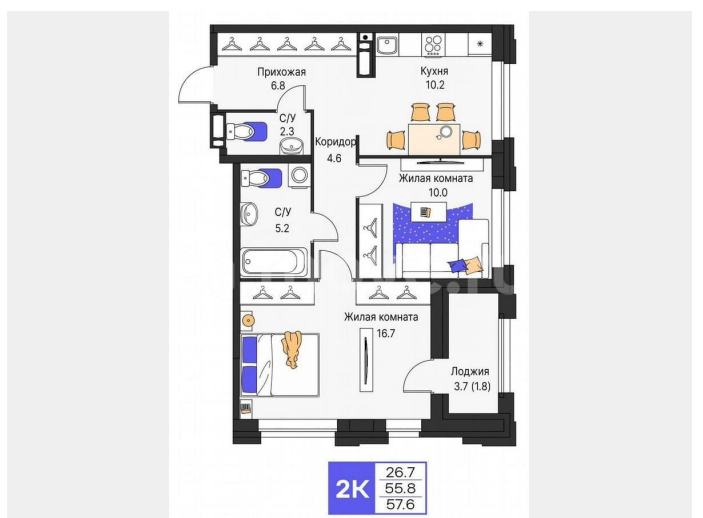 Прихожая
6.8
Кухня
10.2
С/У
2.3
Коридор
4.6
Жилая комната
10.0
С/У
5.2
Жилая комната
16.7
Лоджия
3.7 (1.8)
2К
26.7
55.8
57.6